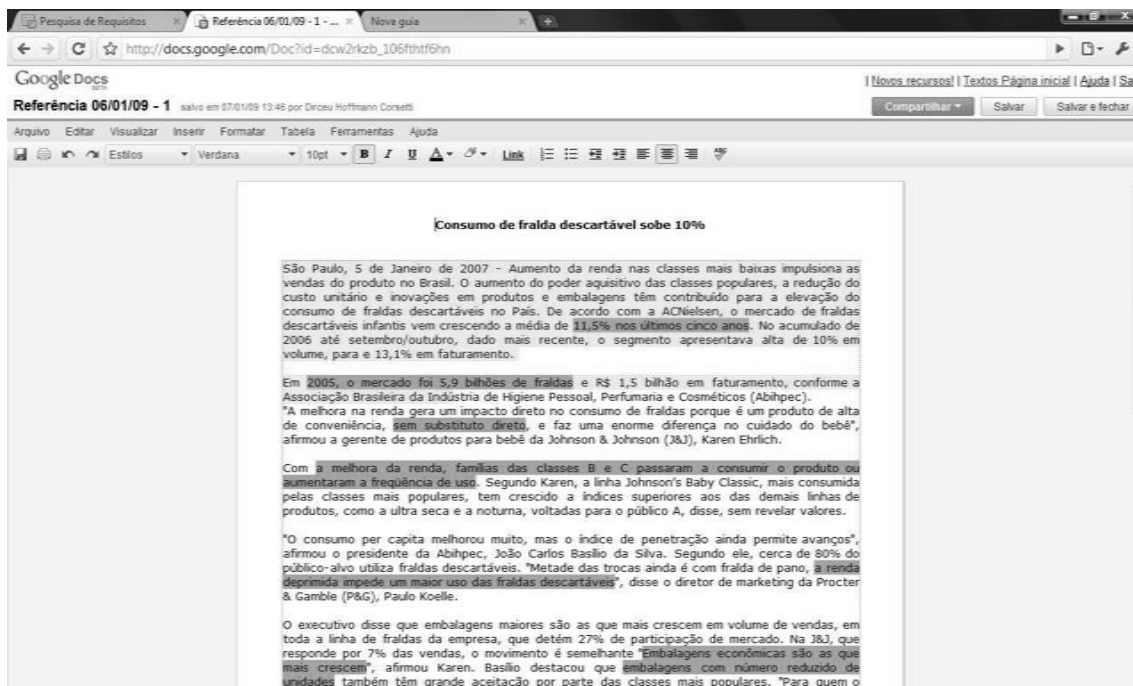 Pesquisa de Requisitos
Referência 06/01/09 - 1 - ...
Nova guia
http://docs.google.com/Doc?id=dcw2rkzb_106fthtf6hn
Google Docs
BETA
| Novos recursos! | Textos Página inicial | Ajuda | Sa
Referência 06/01/09 - 1 salvo em 07/01/09 13:46 por Dirceu Hoffmann Corsetti
Compartilhar Salvar Salvar e fechar
Arquivo Editar Visualizar Inserir Formatar Tabela Ferramentas Ajuda
Estilos Verdana 10pt B I U A Link
Consumo de fralda descartável sobe 10%
São Paulo, 5 de Janeiro de 2007 - Aumento da renda nas classes mais baixas impulsiona as
vendas do produto no Brasil. O aumento do poder aquisitivo das classes populares, a redução do
custo unitário e inovações em produtos e embalagens têm contribuído para a elevação do
consumo de fraldas descartáveis no País. De acordo com a ACNielsen, o mercado de fraldas
descartáveis infantis vem crescendo a média de 11,5% nos últimos cinco anos. No acumulado de
2006 até setembro/outubro, dado mais recente, o segmento apresentava alta de 10% em
volume, para e 13,1% em faturamento.
Em 2005, o mercado foi 5,9 bilhões de fraldas e R$ 1,5 bilhão em faturamento, conforme a
Associação Brasileira da Indústria de Higiene Pessoal, Perfumaria e Cosméticos (Abihpec).
"A melhora na renda gera um impacto direto no consumo de fraldas porque é um produto de alta
de conveniência, sem substituto direto, e faz uma enorme diferença no cuidado do bebê",
afirmou a gerente de produtos para bebê da Johnson & Johnson (J&J), Karen Ehrlich.
Com a melhora da renda, famílias das classes B e C passaram a consumir o produto ou
aumentaram a freqüência de uso. Segundo Karen, a linha Johnson's Baby Classic, mais consumida
pelas classes mais populares, tem crescido a índices superiores aos das demais linhas de
produtos, como a ultra seca e a noturna, voltadas para o público A, disse, sem revelar valores.
"O consumo per capita melhorou muito, mas o índice de penetração ainda permite avanços",
afirmou o presidente da Abihpec, João Carlos Basílio da Silva. Segundo ele, cerca de 80% do
público-alvo utiliza fraldas descartáveis. "Metade das trocas ainda é com fralda de pano, a renda
deprimida impede um maior uso das fraldas descartáveis", disse o diretor de marketing da Procter
& Gamble (P&G), Paulo Koelle.
O executivo disse que embalagens maiores são as que mais crescem em volume de vendas, em
toda a linha de fraldas da empresa, que detém 27% de participação de mercado. Na J&J, que
responde por 7% das vendas, o movimento é semelhante "Embalagens econômicas são as que
mais crescem", afirmou Karen. Basílio destacou que embalagens com número reduzido de
unidades também têm grande aceitação por parte das classes mais populares. "Para quem o